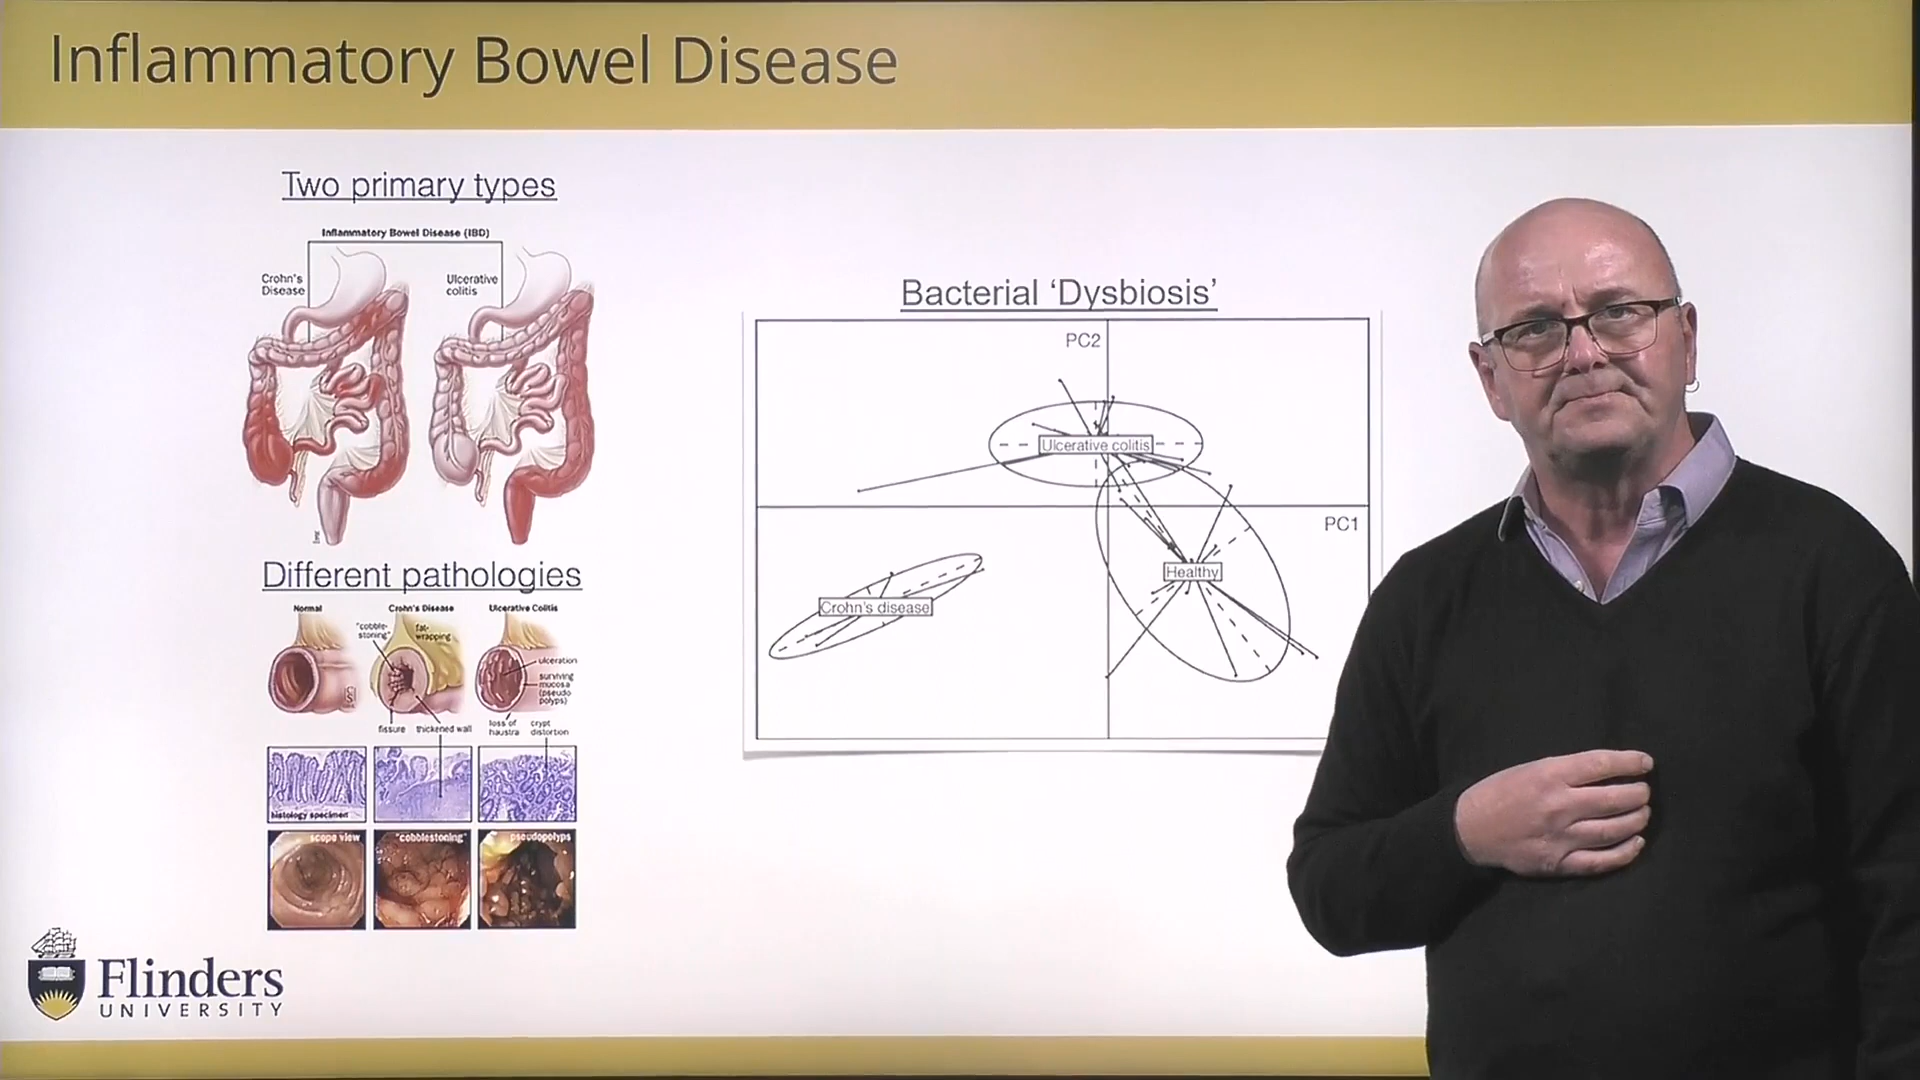 Inflammatory Bowel Disease
Two primary types
Inflammatory Bowel Disease (IBD)
Crohn's
Disease
Ulcerative
colitis
Different pathologies
Normal
Crohn's Disease
Ulcerative Colitis
"cobble-
stoning"
fat-
wrapping
ulceration
surviving
mucosa
(pseudo
polyps)
fissure
thickened wall
loss of
haustra
crypt
distortion
histology specimen
scope view
"cobblestoning"
pseudopolyps
Bacterial ‘Dysbiosis’
PC2
Ulcerative colitis
PC1
Healthy
Crohn's disease
Flinders
UNIVERSITY